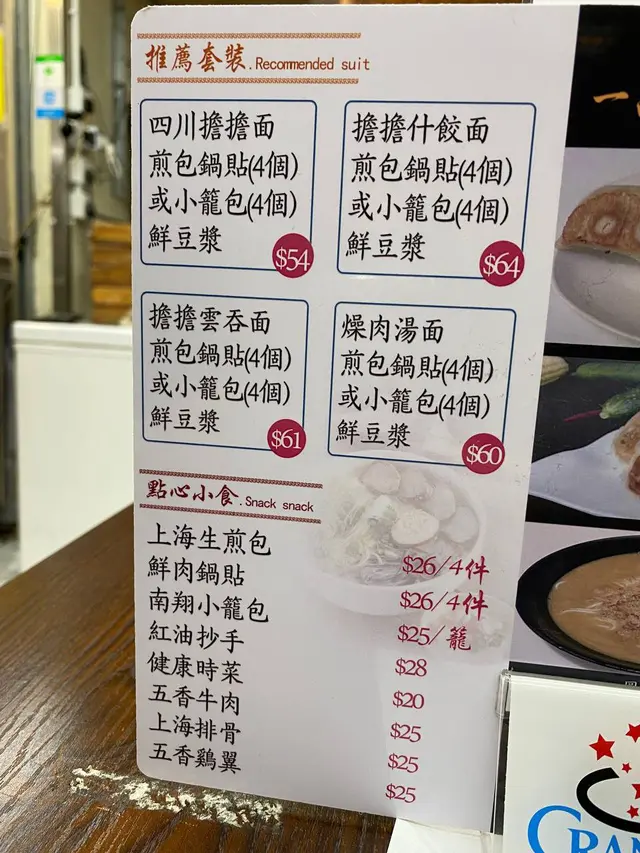 推薦套裝.Recommended suit
四川擔擔面
煎包鍋貼(4個)
或小籠包(4個)
鮮豆漿
$54
擔擔什餃面
煎包鍋貼(4個)
或小籠包(4個)
鮮豆漿
$64
擔擔雲吞面
煎包鍋貼(4個)
或小籠包(4個)
鮮豆漿
$61
燥肉湯面
煎包鍋貼(4個)
或小籠包(4個)
鮮豆漿
$60
點心小食.Snack snack
上海生煎包 $26/4件
鮮肉鍋貼 $26/4件
南翔小籠包 $25/籠
紅油抄手 $28
健康時菜 $20
五香牛肉 $25
上海排骨 $25
五香鷄翼 $25